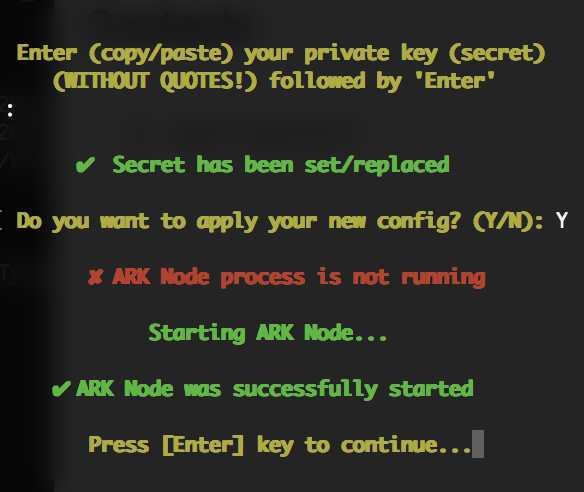 Enter (copy/paste) your private key (secret)
(WITHOUT QUOTES!) followed by 'Enter'
:
✔ Secret has been set/replaced
Do you want to apply your new config? (Y/N): Y
✘ ARK Node process is not running
Starting ARK Node...
✔ ARK Node was successfully started
Press [Enter] key to continue...